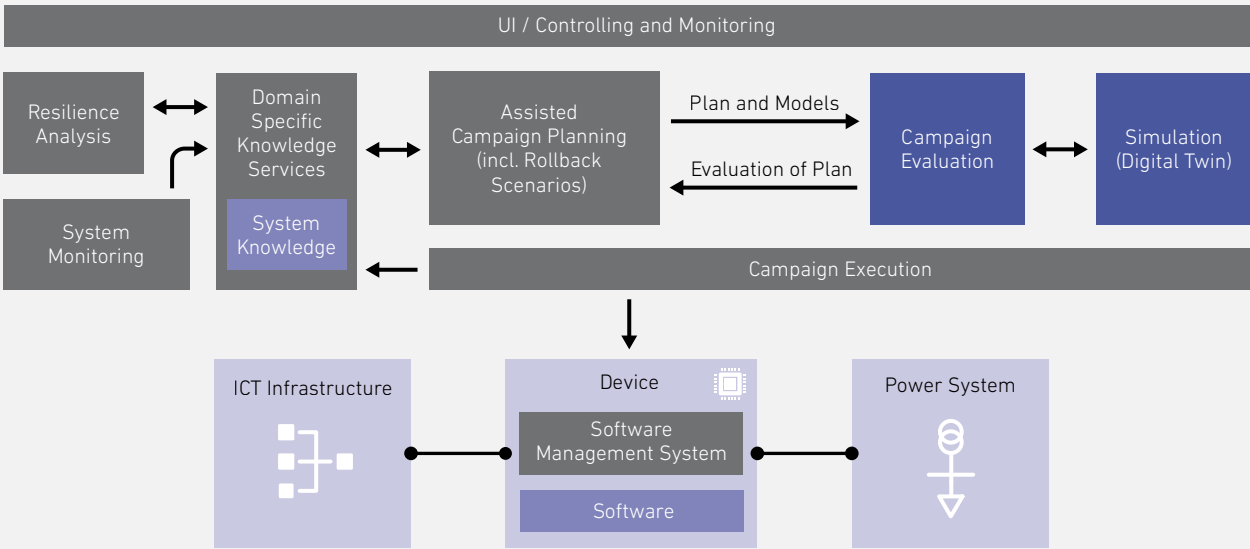 UI / Controlling and Monitoring
Resilience
Analysis
Domain
Specific
Knowledge
Services
System
Knowledge
System
Monitoring
Assisted
Campaign Planning
(incl. Rollback
Scenarios)
Plan and Models
Evaluation of Plan
Campaign
Evaluation
Simulation
(Digital Twin)
Campaign Execution
ICT Infrastructure
Device
Software
Management System
Software
Power System